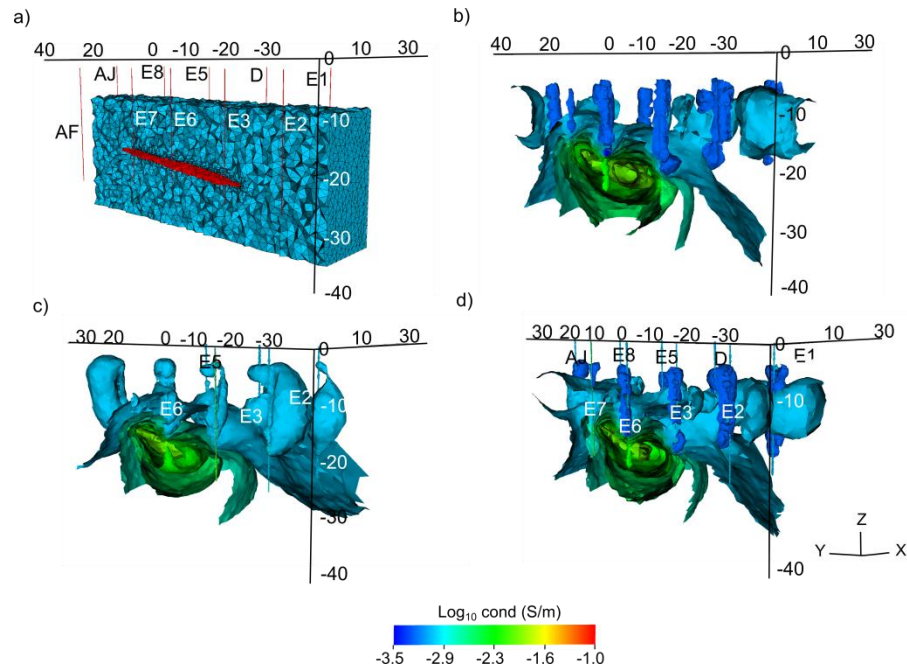 a)
40 20 0 -10 -30 0 10 30
AJ E8 E5 D E1
AF E7 E6 E3 E2 -10
-20
-30
-40
b)
30 20 0 -10 -30 0 10 30
-10
-20
-30
-40
c)
30 20 0 -10 -20 -30 0 10 30
E5
E6 E3 E2 -10
-20
-30
-40
d)
30 20 10 0 -10 -30 0 10 30
AJ E8 E5 D E1
E7 E6 E3 E2 -10
-20
-30
-40
Z
Y X
Log₁₀ cond (S/m)
-3.5 -2.9 -2.3 -1.6 -1.0